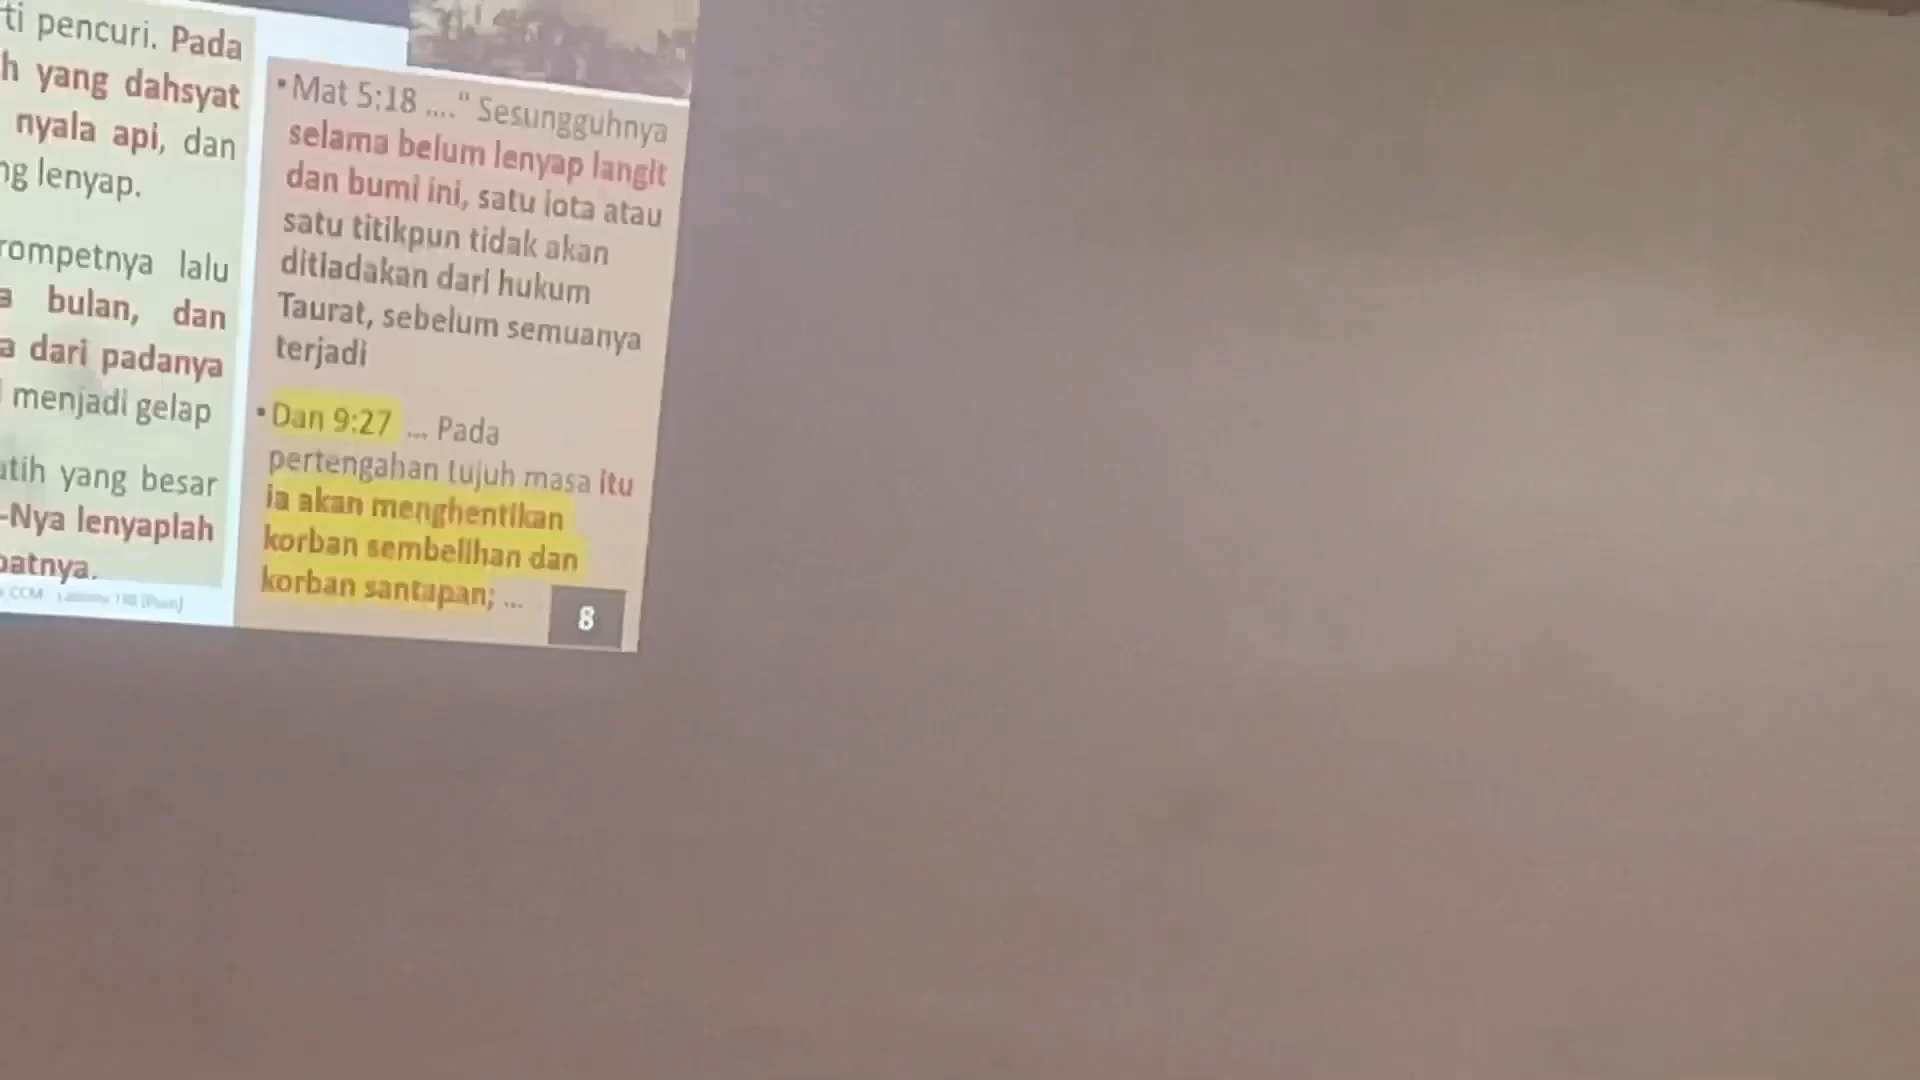 ti pencuri. Pada
h yang dahsyat
nyala api, dan
ng lenyap.
rompetnya lalu
a bulan, dan
a dari padanya
menjadi gelap
utih yang besar
-Nya lenyaplah
patnya.
CCM
•Mat 5:18 .... " Sesungguhnya
selama belum lenyap langit
dan bumi ini, satu iota atau
satu titikpun tidak akan
ditiadakan dari hukum
Taurat, sebelum semuanya
terjadi
•Dan 9:27 ... Pada
pertengahan tujuh masa itu
ia akan menghentikan
korban sembelihan dan
korban santapan; ...
8